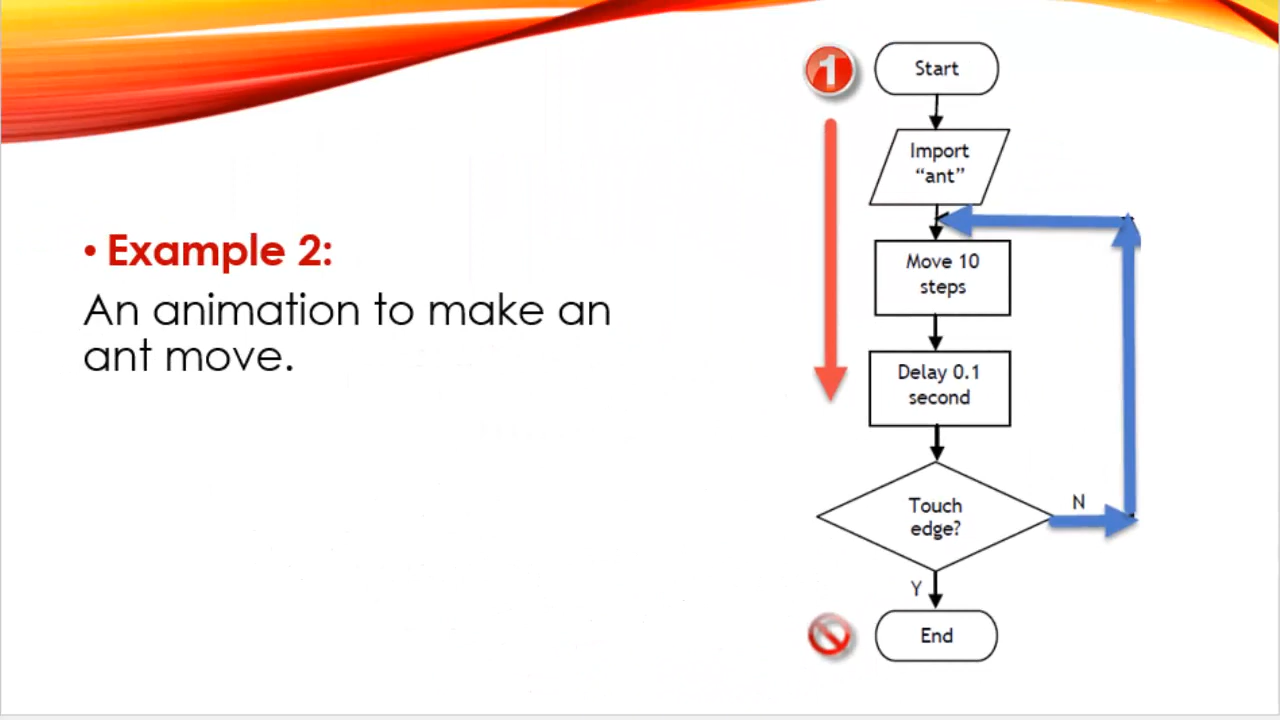 • Example 2:
An animation to make an
ant move.
1
Start
Import
“ant”
Move 10
steps
Delay 0.1
second
Touch
edge?
N
Y
End